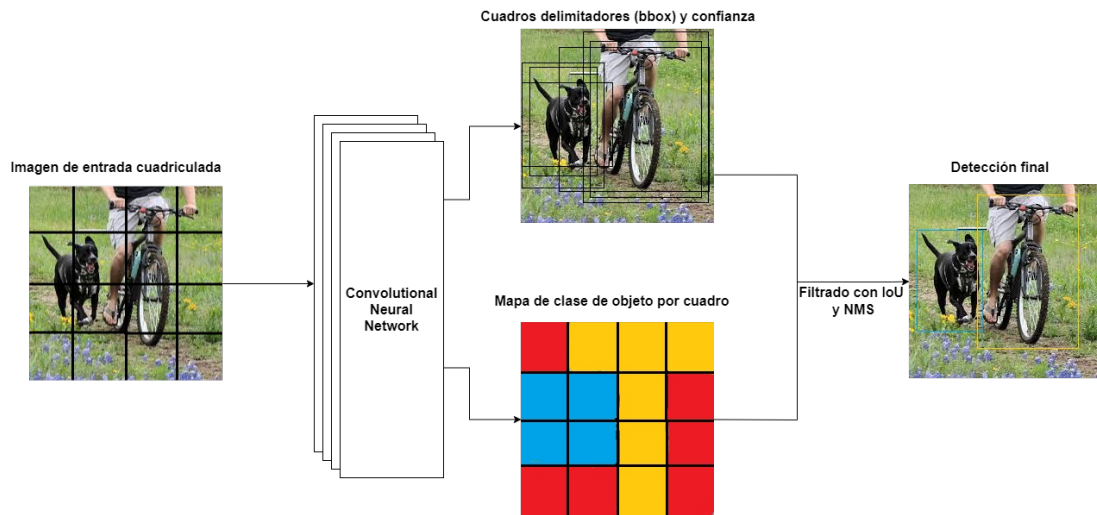 Cuadros delimitadores (bbox) y confianza
Imagen de entrada cuadriculada
Convolutional
Neural
Network
Mapa de clase de objeto por cuadro
Filtrado con IoU
y NMS
Detección final